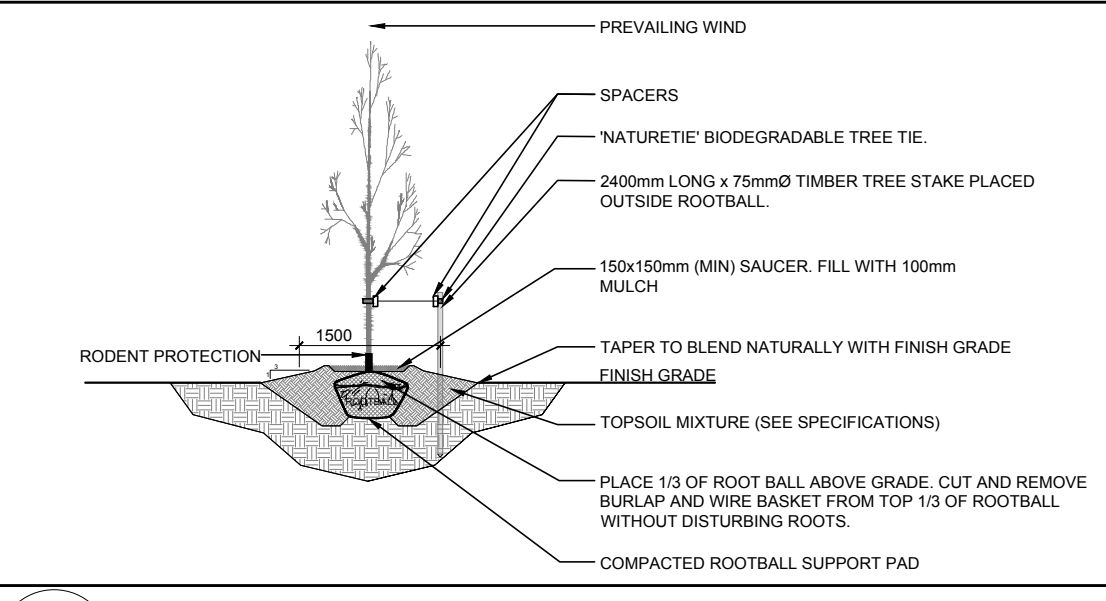 PREVAILING WIND
SPACERS
'NATURETIE' BIODEGRADABLE TREE TIE.
2400mm LONG x 75mmØ TIMBER TREE STAKE PLACED
OUTSIDE ROOTBALL.
150x150mm (MIN) SAUCER. FILL WITH 100mm
MULCH
1500
RODENT PROTECTION
3
1
TAPER TO BLEND NATURALLY WITH FINISH GRADE
FINISH GRADE
TOPSOIL MIXTURE (SEE SPECIFICATIONS)
PLACE 1/3 OF ROOT BALL ABOVE GRADE. CUT AND REMOVE
BURLAP AND WIRE BASKET FROM TOP 1/3 OF ROOTBALL
WITHOUT DISTURBING ROOTS.
COMPACTED ROOTBALL SUPPORT PAD